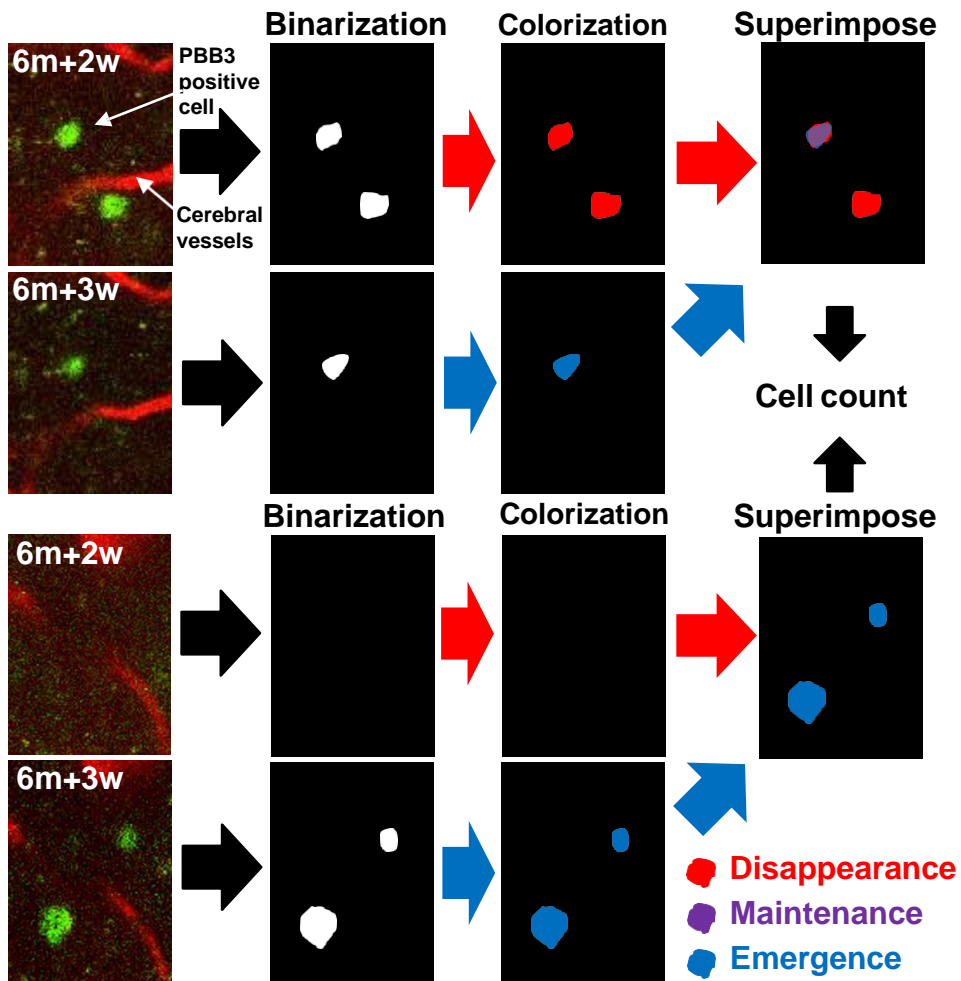 Binarization
Colorization
Superimpose
6m+2w
PBB3
positive
cell
Cerebral
vessels
6m+3w
Cell count
Binarization
Colorization
Superimpose
6m+2w
6m+3w
Disappearance
Maintenance
Emergence